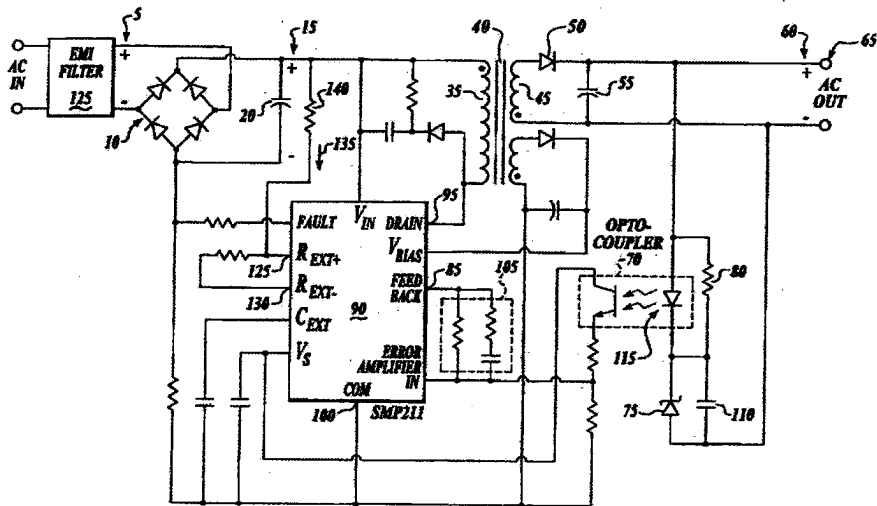 5
15
40
50
60
65
AC
IN
EMI
FILTER
125
+
-
10
20
+
-
140
135
35
45
55
+
-
AC
OUT
95
FAULT
V IN
DRAIN
V BIAS
R EXT+
125
R EXT-
130
C EXT
V S
90
FEED
BACK
85
105
ERROR
AMPLIFIER
IN
COM
100
SMP211
OPTO-
COUPLER
70
80
115
75
110